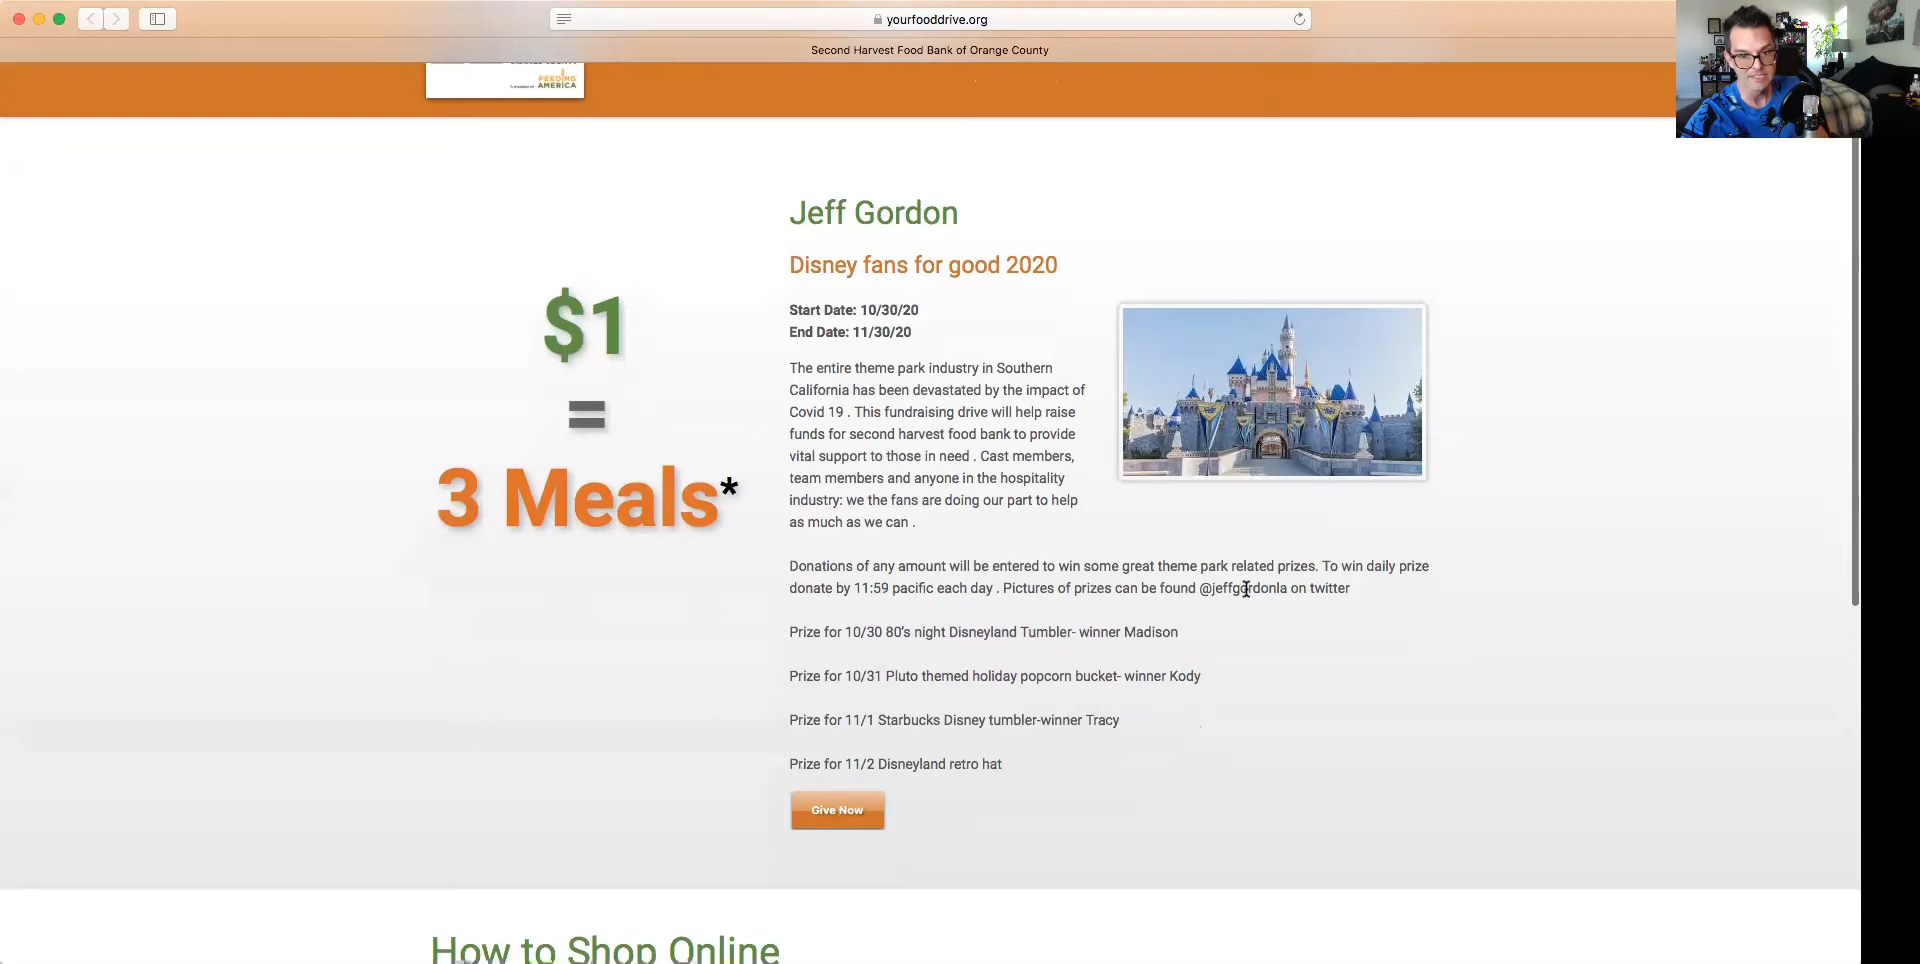 yourfooddrive.org
Second Harvest Food Bank of Orange County
A member of
FEEDING
AMERICA
Jeff Gordon
Disney fans for good 2020
Start Date: 10/30/20
End Date: 11/30/20
$1
=
3 Meals*
The entire theme park industry in Southern
California has been devastated by the impact of
Covid 19 . This fundraising drive will help raise
funds for second harvest food bank to provide
vital support to those in need . Cast members,
team members and anyone in the hospitality
industry: we the fans are doing our part to help
as much as we can .
Donations of any amount will be entered to win some great theme park related prizes. To win daily prize
donate by 11:59 pacific each day . Pictures of prizes can be found @jeffgordonla on twitter
Prize for 10/30 80's night Disneyland Tumbler- winner Madison
Prize for 10/31 Pluto themed holiday popcorn bucket- winner Kody
Prize for 11/1 Starbucks Disney tumbler-winner Tracy
Prize for 11/2 Disneyland retro hat
Give Now
How to Shop Online